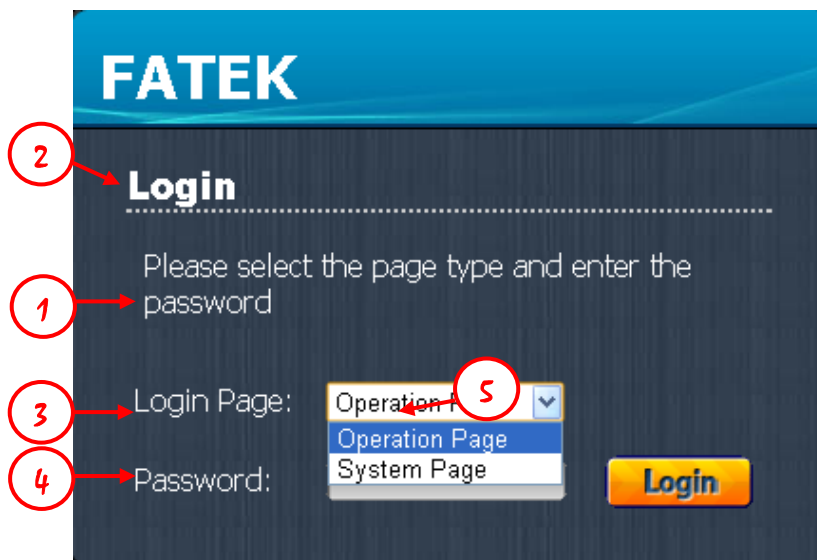 FATEK
2
Login
Please select the page type and enter the
1
password
3
Login Page:
Operation
5
Operation Page
System Page
4
Password:
Login